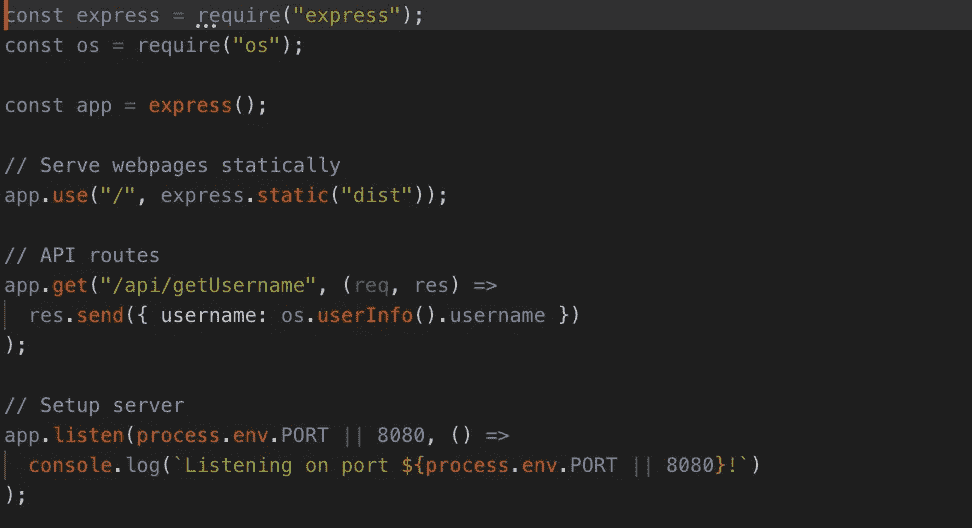 const express = require("express");
const os = require("os");
const app = express();
// Serve webpages statically
app.use("/", express.static("dist"));
// API routes
app.get("/api/getUsername", (req, res) =>
res.send({ username: os.userInfo().username })
);
// Setup server
app.listen(process.env.PORT || 8080, () =>
console.log(`Listening on port ${process.env.PORT || 8080}!`)
);